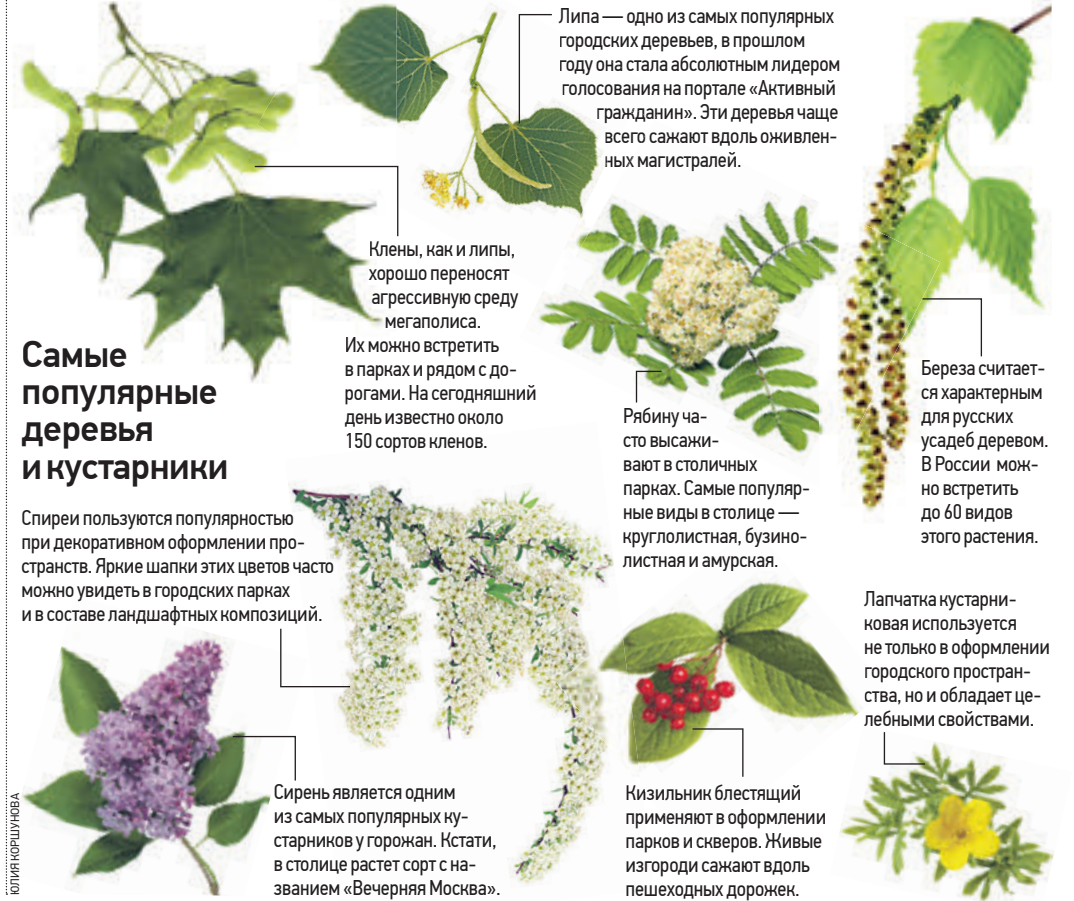 Липа — одно из самых популярных
городских деревьев, в прошлом
году она стала абсолютным лидером
голосования на портале «Активный
гражданин». Эти деревья чаще
всего сажают вдоль оживлен-
ных магистралей.
Клены, как и липы,
хорошо переносят
агрессивную среду
мегаполиса.
Их можно встретить
в парках и рядом с до-
рогами. На сегодняшний
день известно около
150 сортов кленов.
Самые
популярные
деревья
и кустарники
Рябину ча-
сто высажи-
вают в столичных
парках. Самые популяр-
ные виды в столице —
круглолистная, бузино-
листная и амурская.
Береза считает-
ся характерным
для русских
усадеб деревом.
В России мож-
но встретить
до 60 видов
этого растения.
Спиреи пользуются популярностью
при декоративном оформлении про-
странств. Яркие шапки этих цветов часто
можно увидеть в городских парках
и в составе ландшафтных композиций.
Лапчатка кустарни-
ковая используется
не только в оформлении
городского простран-
ства, но и обладает це-
лебными свойствами.
Сирень является одним
из самых популярных ку-
старников у горожан. Кстати,
в столице растет сорт с на-
званием «Вечерняя Москва».
Кизильник блестящий
применяют в оформлении
парков и скверов. Живые
изгороди сажают вдоль
пешеходных дорожек.
ЮЛИЯ КОРШУНОВА